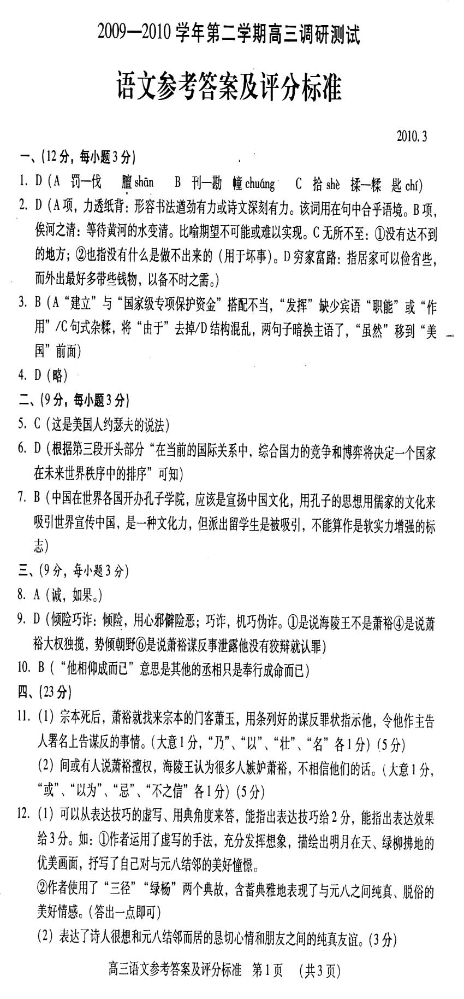 2009—2010 学年第二学期高三调研测试
语文参考答案及评分标准
2010.3
一、(12 分，每小题 3 分)
1. D（A 罚—伐 膻 shān B 刊—勘 幢 chuáng C 拾 shè 揉—糅 匙 chí）
2. D（A 项，力透纸背：形容书法遒劲有力或诗文深刻有力。该词用在句中合乎语境。B 项，
俟河之清：等待黄河的水变清。比喻期望不可能或难以实现。C 无所不至：①没有达不到
的地方；②也指没有什么是做不出来的（用于坏事）。D 穷家富路：指居家可以俭省些，
而外出最好多带些钱物，以备不时之需。）
3. B（A “建立” 与 “国家级专项保护资金” 搭配不当，“发挥” 缺少宾语 “职能” 或 “作
用” /C 句式杂糅，将 “由于” 去掉/D 结构混乱，两句子暗换主语了，“虽然” 移到 “美
国” 前面）
4. D（略）
二、(9 分，每小题 3 分)
5. C（这是美国人约瑟夫的说法）
6. D（根据第三段开头部分 “在当前的国际关系中，综合国力的竞争和博弈将决定一个国家
在未来世界秩序中的排序” 可知）
7. B（中国在世界各国开办孔子学院，应该是宣扬中国文化，用孔子的思想用儒家的文化来
吸引世界宣传中国，是一种文化力，但派出留学生是被吸引，不能算作是软实力增强的标
志）
三、(9 分，每小题 3 分)
8. A（诚，如果。）
9. D（倾险巧诈：倾险，用心邪僻险恶；巧诈，机巧伪诈。①是说海陵王不是萧裕④是说萧
裕大权独揽，势倾朝野⑥是说萧裕谋反事泄露他没有狡辩就认罪）
10. B（ “他相仰成而已” 意思是其他的丞相只是奉行成命而已）
四、(23 分)
11.（1）宗本死后，萧裕就找来宗本的门客萧玉，用条列好的谋反罪状指示他，令他作主告
人署名上告谋反的事情。（大意 1 分，“乃”、“以”、“壮”、“名” 各 1 分）（5 分）
（2）间或有人说萧裕擅权，海陵王认为很多人嫉妒萧裕，不相信他们的话。（大意 1 分，
“或”、“以为”、“忌”、“不之信” 各 1 分）（5 分）
12.（1）可以从表达技巧的虚写、用典角度来答，能指出表达技巧给 2 分，能指出表达效果
给 3 分。如：①作者运用了虚写的手法，充分发挥想象，描绘出明月在天、绿柳拂地的
优美画面，抒写了自己对与元八结邻的美好憧憬。
②作者使用了 “三径” “绿杨” 两个典故，含蓄典雅地表现了与元八之间纯真、脱俗的
美好情感。（答出一点即可）
（2）表达了诗人很想和元八结邻而居的恳切心情和朋友之间的纯真友谊。（3 分）
高三语文参考答案及评分标准 第 1 页 （共 3 页）